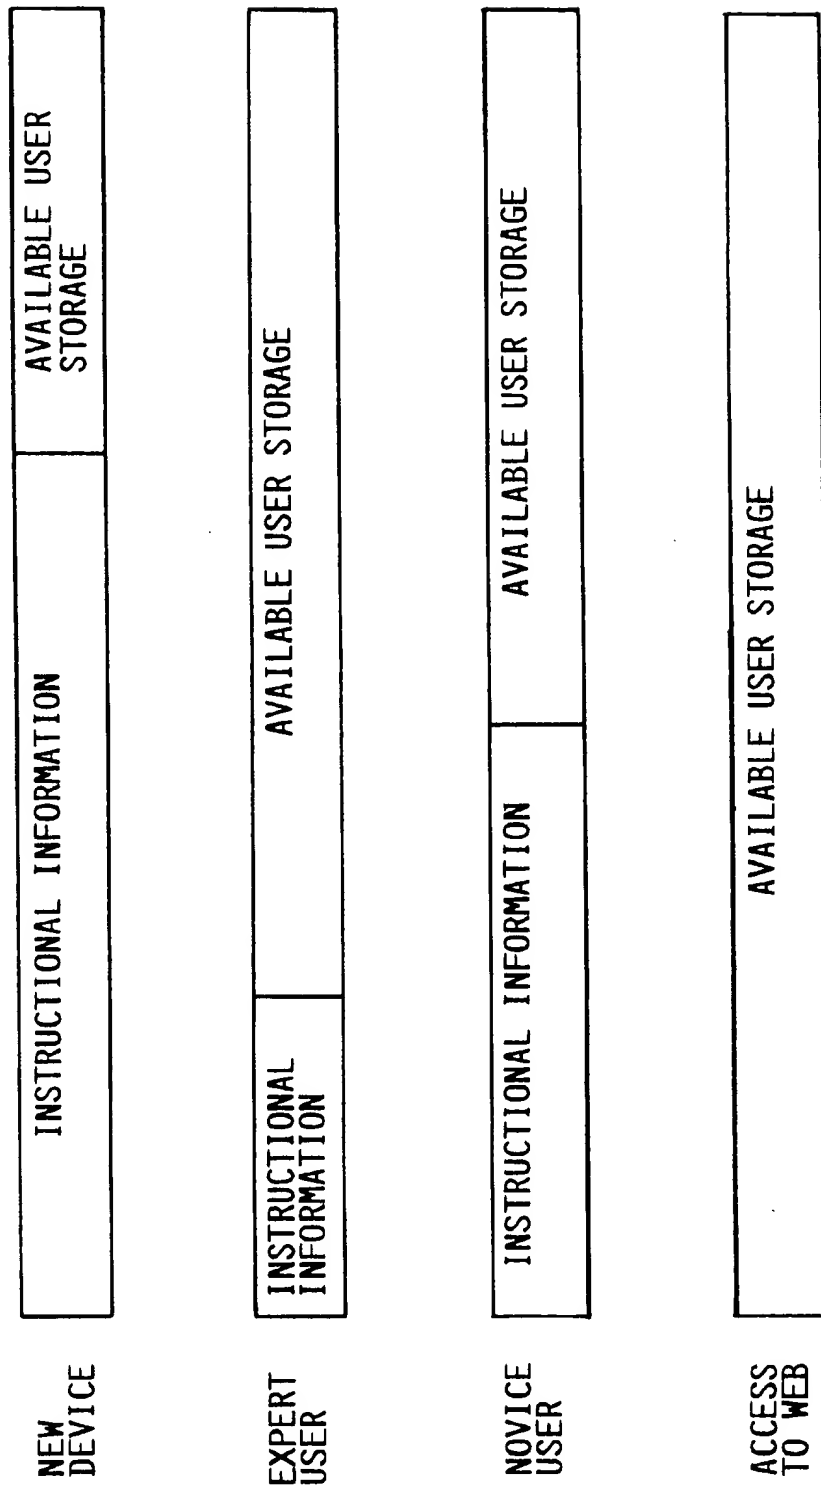 NEW
DEVICE
INSTRUCTIONAL INFORMATION
AVAILABLE USER
STORAGE
EXPERT
USER
INSTRUCTIONAL
INFORMATION
AVAILABLE USER STORAGE
NOVICE
USER
INSTRUCTIONAL INFORMATION
AVAILABLE USER STORAGE
ACCESS
TO WEB
AVAILABLE USER STORAGE